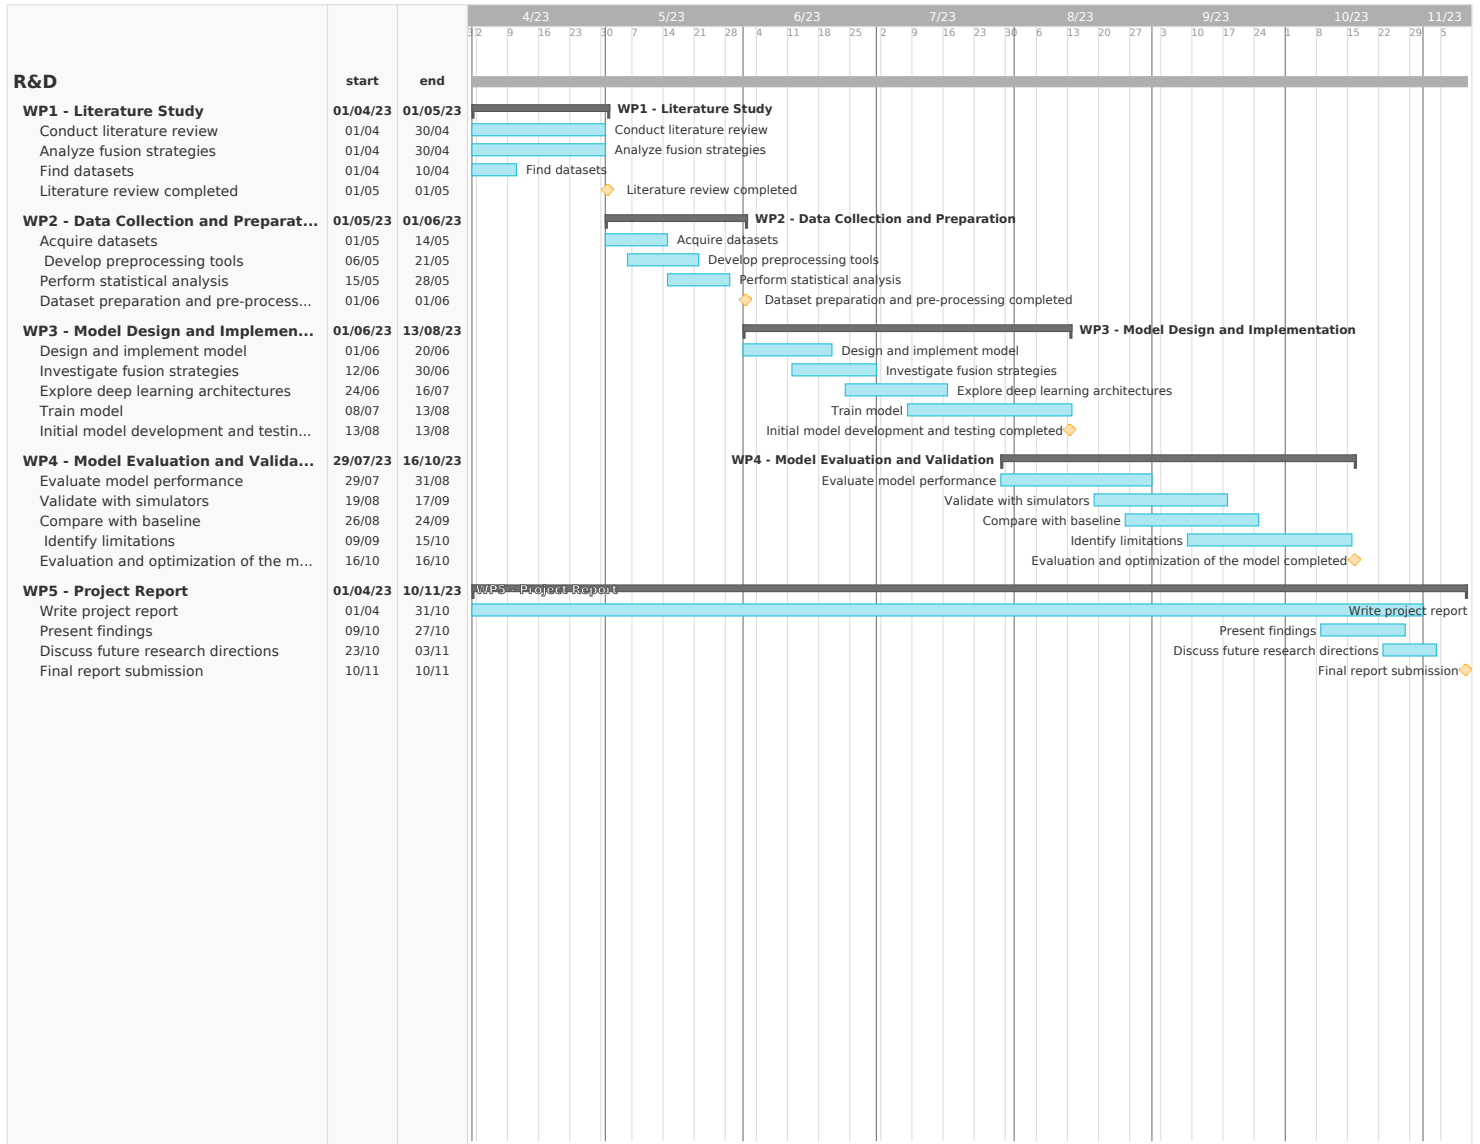 4/23 5/23 6/23 7/23 8/23 9/23 10/23 11/23
31 2 9 16 23 30 7 14 21 28 4 11 18 25 2 9 16 23 30 6 13 20 27 3 10 17 24 1 8 15 22 29 5
R&D start end
WP1 - Literature Study 01/04/23 01/05/23 WP1 - Literature Study
Conduct literature review 01/04 30/04 Conduct literature review
Analyze fusion strategies 01/04 30/04 Analyze fusion strategies
Find datasets 01/04 10/04 Find datasets
Literature review completed 01/05 01/05 Literature review completed
WP2 - Data Collection and Preparat... 01/05/23 01/06/23 WP2 - Data Collection and Preparation
Acquire datasets 01/05 14/05 Acquire datasets
Develop preprocessing tools 06/05 21/05 Develop preprocessing tools
Perform statistical analysis 15/05 28/05 Perform statistical analysis
Dataset preparation and pre-process... 01/06 01/06 Dataset preparation and pre-processing completed
WP3 - Model Design and Implemen... 01/06/23 13/08/23 WP3 - Model Design and Implementation
Design and implement model 01/06 20/06 Design and implement model
Investigate fusion strategies 12/06 30/06 Investigate fusion strategies
Explore deep learning architectures 24/06 16/07 Explore deep learning architectures
Train model 08/07 13/08 Train model
Initial model development and testin... 13/08 13/08 Initial model development and testing completed
WP4 - Model Evaluation and Valida... 29/07/23 16/10/23 WP4 - Model Evaluation and Validation
Evaluate model performance 29/07 31/08 Evaluate model performance
Validate with simulators 19/08 17/09 Validate with simulators
Compare with baseline 26/08 24/09 Compare with baseline
Identify limitations 09/09 15/10 Identify limitations
Evaluation and optimization of the m... 16/10 16/10 Evaluation and optimization of the model completed
WP5 - Project Report 01/04/23 10/11/23 WP5 - Project Report
Write project report 01/04 31/10 Write project report
Present findings 09/10 27/10 Present findings
Discuss future research directions 23/10 03/11 Discuss future research directions
Final report submission 10/11 10/11 Final report submission